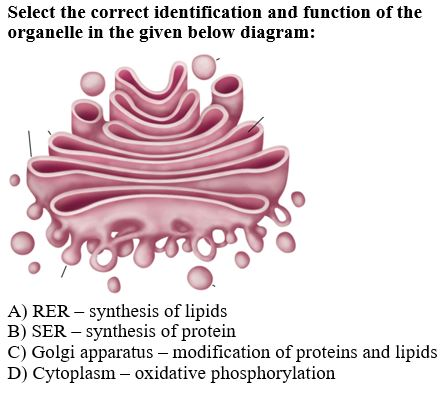 Select the correct identification and function of the
organelle in the given below diagram:
A) RER – synthesis of lipids
B) SER – synthesis of protein
C) Golgi apparatus – modification of proteins and lipids
D) Cytoplasm – oxidative phosphorylation